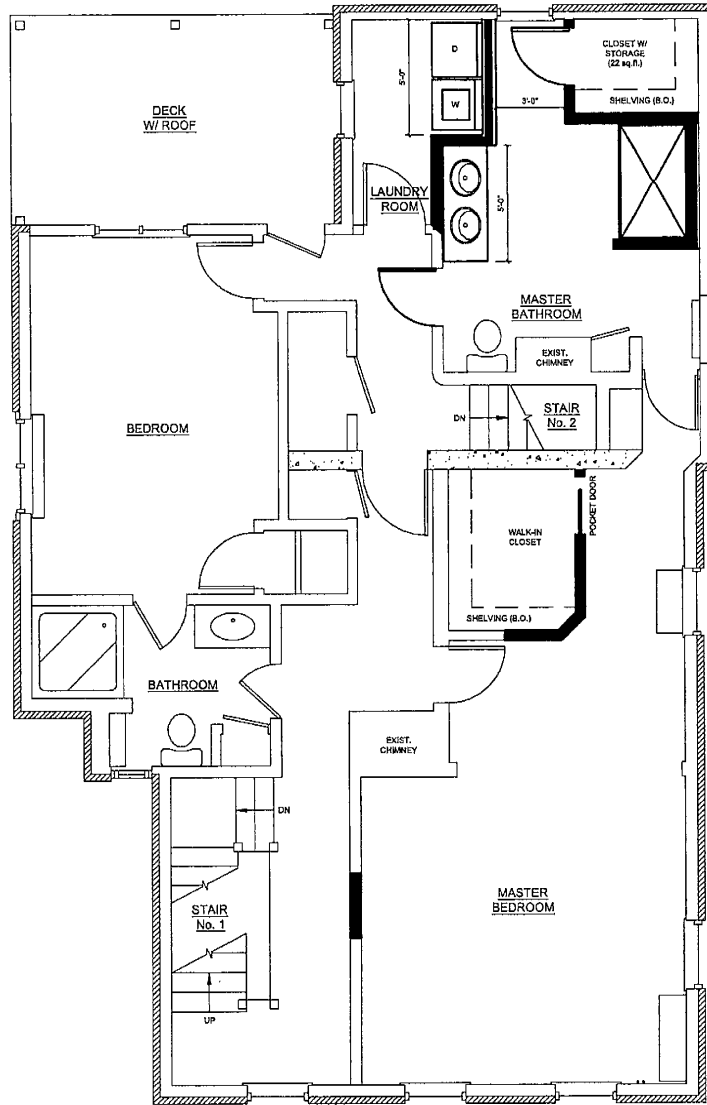 DECK
W/ ROOF
5'-0"
D
W
3'-0"
CLOSET W/
STORAGE
(22 sq.ft.)
SHELVING (B.O.)
LAUNDRY
ROOM
5'-0"
MASTER
BATHROOM
EXIST.
CHIMNEY
DN
STAIR
No. 2
BEDROOM
WALK-IN
CLOSET
POCKET DOOR
SHELVING (B.O.)
BATHROOM
EXIST.
CHIMNEY
DN
STAIR
No. 1
UP
MASTER
BEDROOM